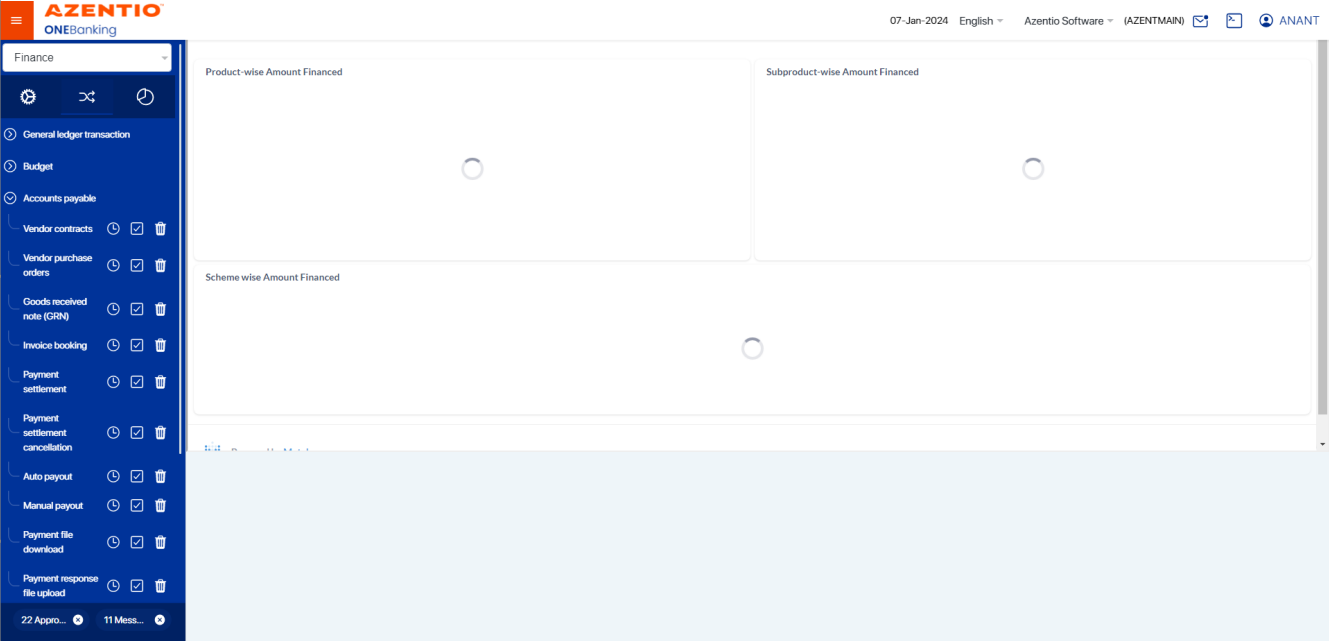 AZENTIO
ONEBanking
07-Jan-2024 English Azentio Software (AZENTMAIN) ANANT
Finance
General ledger transaction
Budget
Accounts payable
Vendor contracts
Vendor purchase
orders
Goods received
note (GRN)
Invoice booking
Payment
settlement
Payment
settlement
cancellation
Auto payout
Manual payout
Payment file
download
Payment response
file upload
22 Appro...
11 Mess...
Product-wise Amount Financed
Subproduct-wise Amount Financed
Scheme wise Amount Financed